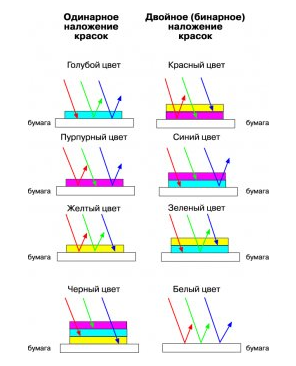 Одинарное
наложение
красок
Двойное (бинарное)
наложение
красок
Голубой цвет
Красный цвет
бумага
бумага
Пурпурный цвет
Синий цвет
бумага
бумага
Желтый цвет
Зеленый цвет
бумага
бумага
Черный цвет
Белый цвет
бумага
бумага